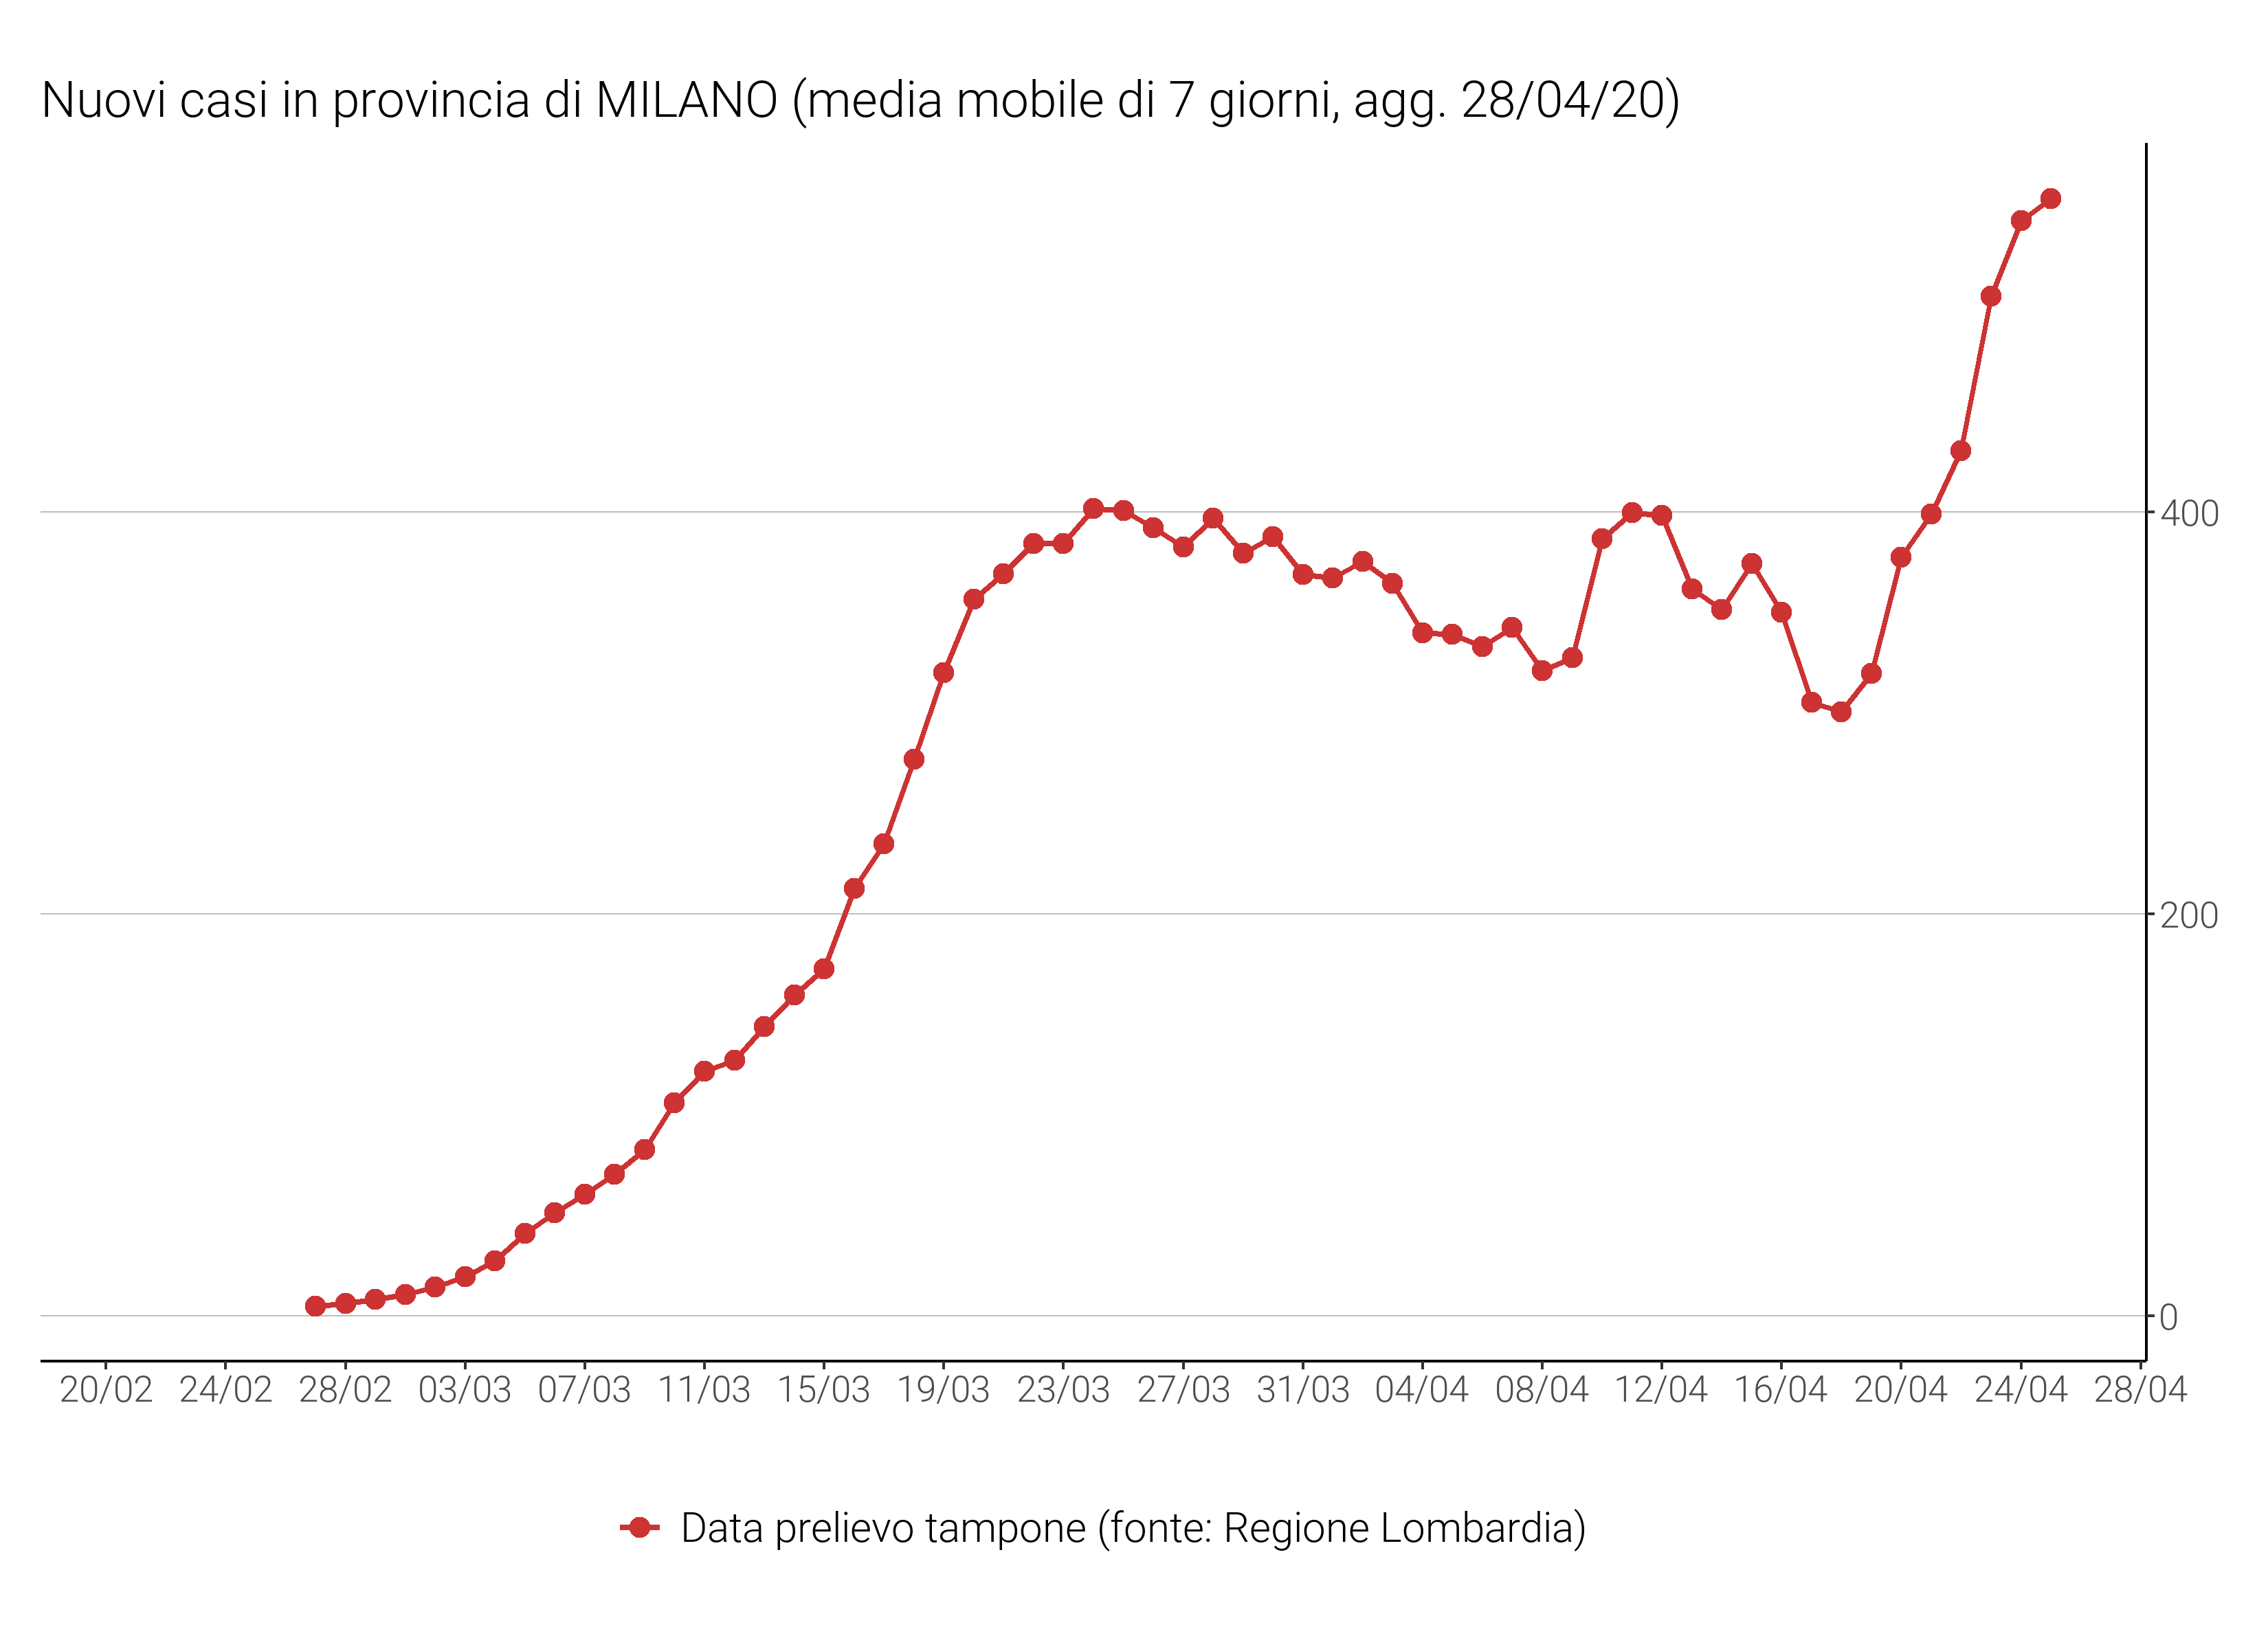 Nuovi casi in provincia di MILANO (media mobile di 7 giorni, agg. 28/04/20)
400
200
0
20/02 24/02 28/02 03/03 07/03 11/03 15/03 19/03 23/03 27/03 31/03 04/04 08/04 12/04 16/04 20/04 24/04 28/04
Data prelievo tampone (fonte: Regione Lombardia)